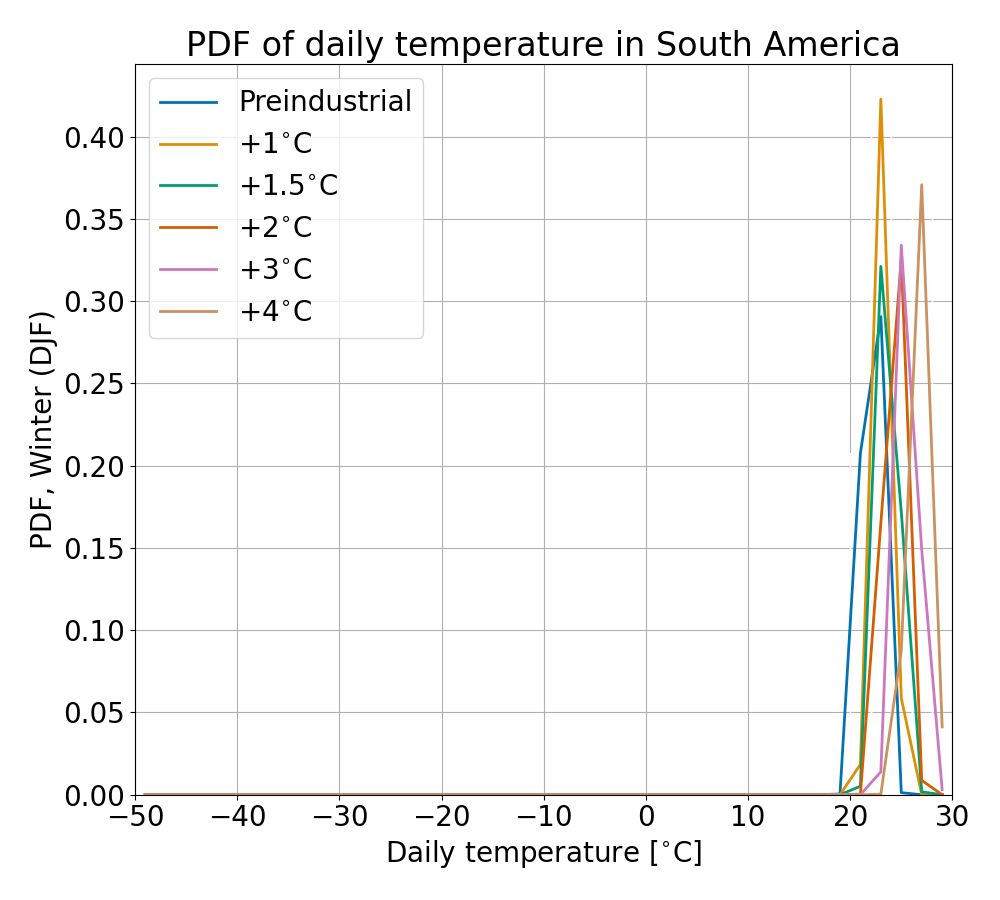 PDF of daily temperature in South America
Preindustrial
+1°C
+1.5°C
+2°C
+3°C
+4°C
PDF, Winter (DJF)
0.40
0.35
0.30
0.25
0.20
0.15
0.10
0.05
0.00
−50 −40 −30 −20 −10 0 10 20 30
Daily temperature [°C]